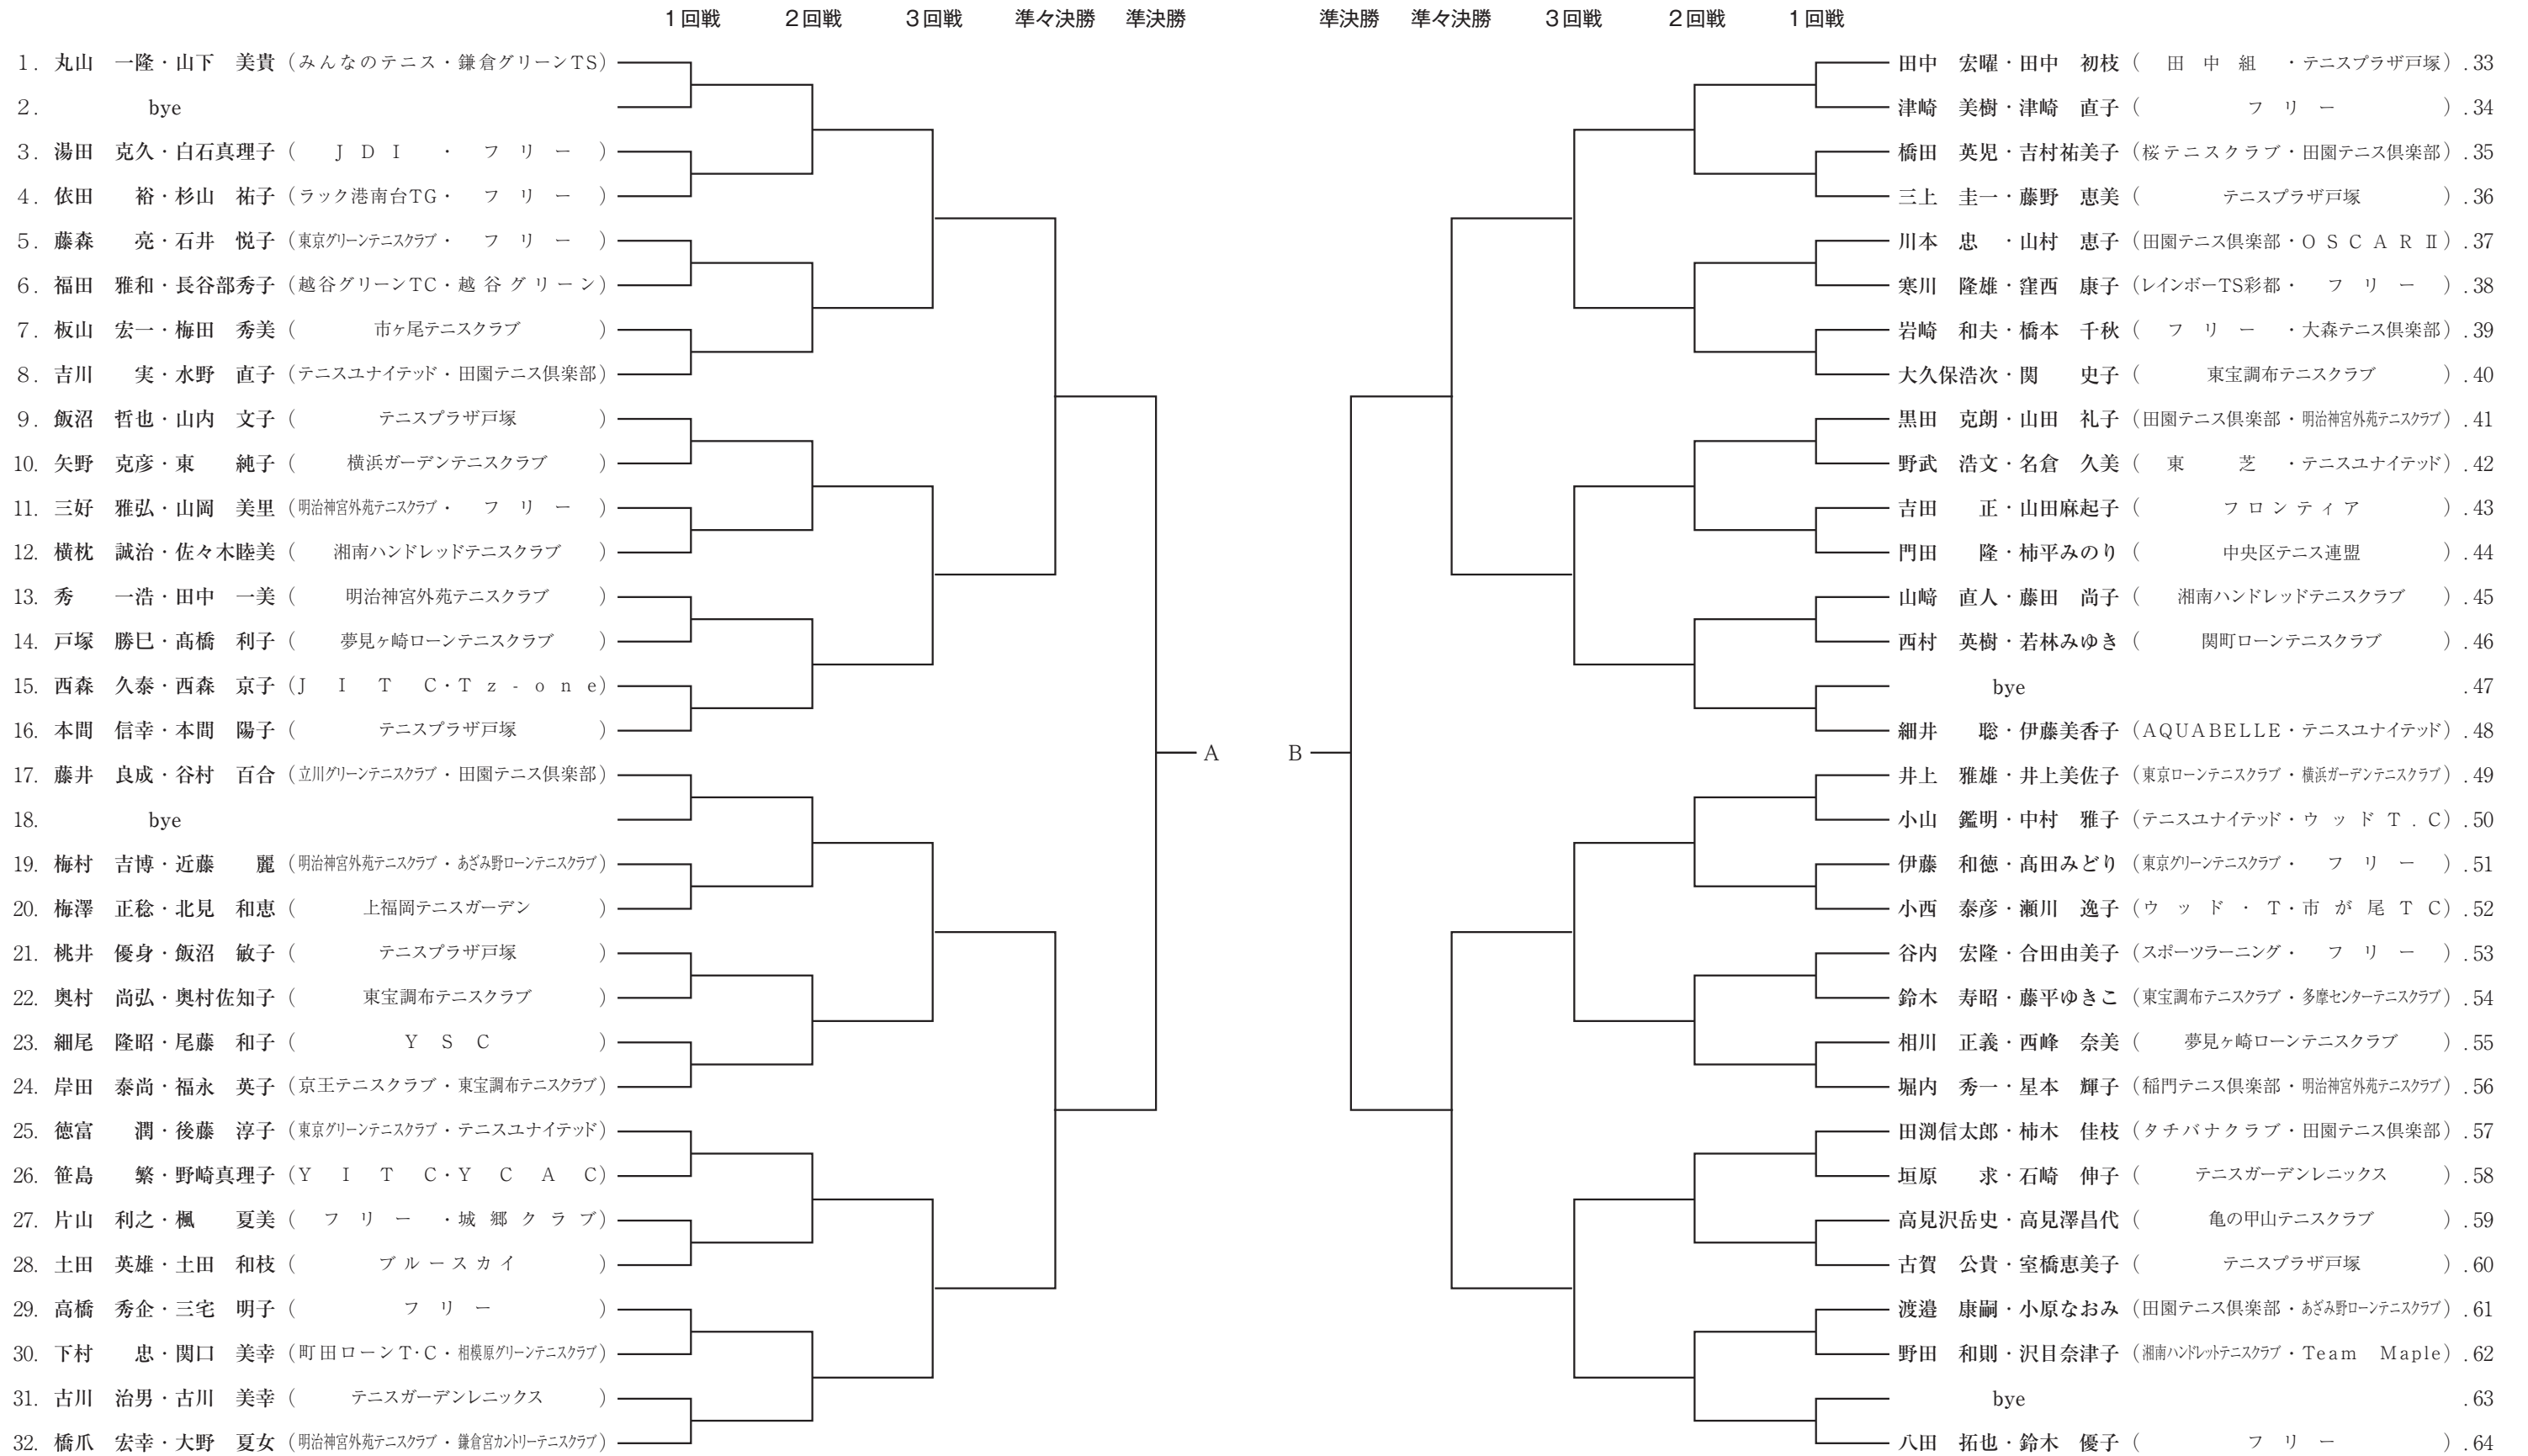 1回戦 2回戦 3回戦 準々決勝 準決勝
1. 丸山 一隆・山下 美貴 (みんなのテニス・鎌倉グリーンTS)
2. bye
3. 湯田 克久・白石真理子 (JDI・フリー)
4. 依田 裕・杉山 祐子 (ラック港南台TG・フリー)
5. 藤森 亮・石井 悦子 (東京グリーンテニスクラブ・フリー)
6. 福田 雅和・長谷部秀子 (越谷グリーンTC・越谷グリーン)
7. 板山 宏一・梅田 秀美 (市ヶ尾テニスクラブ)
8. 吉川 実・水野 直子 (テニスユナイテッド・田園テニス倶楽部)
9. 飯沼 哲也・山内 文子 (テニスプラザ戸塚)
10. 矢野 克彦・東 純子 (横浜ガーデンテニスクラブ)
11. 三好 雅弘・山岡 美里 (明治神宮外苑テニスクラブ・フリー)
12. 横枕 誠治・佐々木睦美 (湘南ハンドレッドテニスクラブ)
13. 秀 一浩・田中 一美 (明治神宮外苑テニスクラブ)
14. 戸塚 勝巳・髙橋 利子 (夢見ヶ崎ローンテニスクラブ)
15. 西森 久泰・西森 京子 (JITC・Tz-one)
16. 本間 信幸・本間 陽子 (テニスプラザ戸塚)
17. 藤井 良成・谷村 百合 (立川グリーンテニスクラブ・田園テニス倶楽部)
18. bye
19. 梅村 吉博・近藤 麗 (明治神宮外苑テニスクラブ・あざみ野ローンテニスクラブ)
20. 梅澤 正稔・北見 和恵 (上福岡テニスガーデン)
21. 桃井 優身・飯沼 敏子 (テニスプラザ戸塚)
22. 奥村 尚弘・奥村佐知子 (東宝調布テニスクラブ)
23. 細尾 隆昭・尾藤 和子 (YSC)
24. 岸田 泰尚・福永 英子 (京王テニスクラブ・東宝調布テニスクラブ)
25. 徳富 潤・後藤 淳子 (東京グリーンテニスクラブ・テニスユナイテッド)
26. 笹島 繁・野崎真理子 (YITC・YCAC)
27. 片山 利之・楓 夏美 (フリー・城郷クラブ)
28. 土田 英雄・土田 和枝 (ブルースカイ)
29. 高橋 秀企・三宅 明子 (フリー)
30. 下村 忠・関口 美幸 (町田ローンT・C・相模原グリーンテニスクラブ)
31. 古川 治男・古川 美幸 (テニスガーデンレニックス)
32. 橋爪 宏幸・大野 夏女 (明治神宮外苑テニスクラブ・鎌倉宮カントリーテニスクラブ)
A
B
準決勝 準々決勝 3回戦 2回戦 1回戦
田中 宏曜・田中 初枝 (田中組・テニスプラザ戸塚) .33
津崎 美樹・津崎 直子 (フリー) .34
橋田 英児・吉村祐美子 (桜テニスクラブ・田園テニス倶楽部) .35
三上 圭一・藤野 恵美 (テニスプラザ戸塚) .36
川本 忠 ・山村 恵子 (田園テニス倶楽部・OSCARⅡ) .37
寒川 隆雄・窪西 康子 (レインボーTS彩都・フリー) .38
岩崎 和夫・橋本 千秋 (フリー・大森テニス倶楽部) .39
大久保浩次・関 史子 (東宝調布テニスクラブ) .40
黒田 克朗・山田 礼子 (田園テニス倶楽部・明治神宮外苑テニスクラブ) .41
野武 浩文・名倉 久美 (東芝・テニスユナイテッド) .42
吉田 正・山田麻起子 (フロンティア) .43
門田 隆・柿平みのり (中央区テニス連盟) .44
山﨑 直人・藤田 尚子 (湘南ハンドレッドテニスクラブ) .45
西村 英樹・若林みゆき (関町ローンテニスクラブ) .46
bye .47
細井 聡・伊藤美香子 (AQUABELLE・テニスユナイテッド) .48
井上 雅雄・井上美佐子 (東京ローンテニスクラブ・横浜ガーデンテニスクラブ) .49
小山 鑑明・中村 雅子 (テニスユナイテッド・ウッドT.C) .50
伊藤 和徳・髙田みどり (東京グリーンテニスクラブ・フリー) .51
小西 泰彦・瀬川 逸子 (ウッド・T・市が尾TC) .52
谷内 宏隆・合田由美子 (スポーツラーニング・フリー) .53
鈴木 寿昭・藤平ゆきこ (東宝調布テニスクラブ・多摩センターテニスクラブ) .54
相川 正義・西峰 奈美 (夢見ヶ崎ローンテニスクラブ) .55
堀内 秀一・星本 輝子 (稲門テニス倶楽部・明治神宮外苑テニスクラブ) .56
田渕信太郎・柿木 佳枝 (タチバナクラブ・田園テニス倶楽部) .57
垣原 求・石崎 伸子 (テニスガーデンレニックス) .58
高見沢岳史・高見澤昌代 (亀の甲山テニスクラブ) .59
古賀 公貴・室橋恵美子 (テニスプラザ戸塚) .60
渡邉 康嗣・小原なおみ (田園テニス倶楽部・あざみ野ローンテニスクラブ) .61
野田 和則・沢目奈津子 (湘南ハンドレットテニスクラブ・Team Maple) .62
bye .63
八田 拓也・鈴木 優子 (フリー) .64